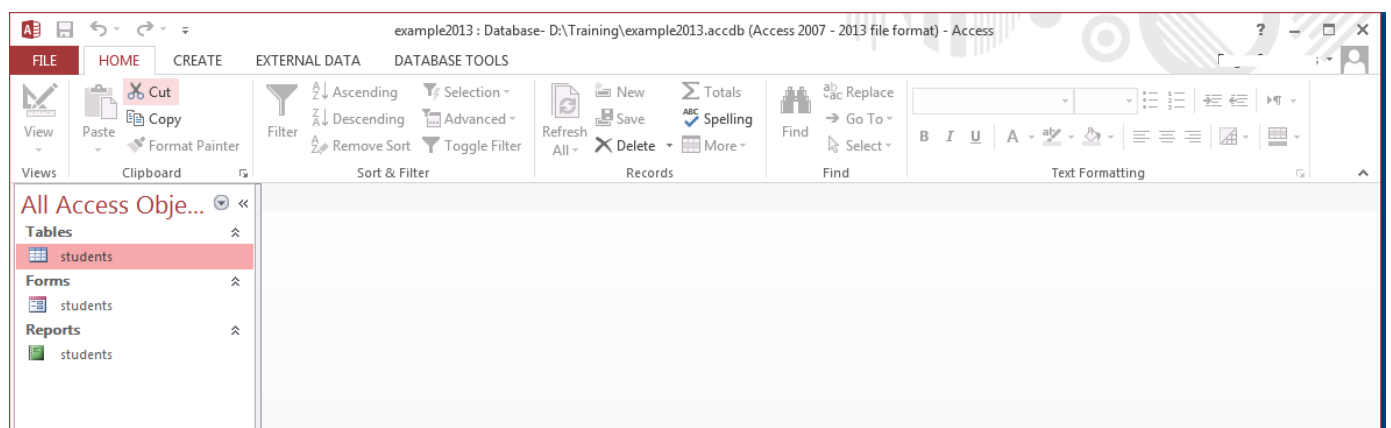 example2013 : Database- D:\Training\example2013.accdb (Access 2007 - 2013 file format) - Access
FILE HOME CREATE EXTERNAL DATA DATABASE TOOLS
View
Views
Paste
Cut
Copy
Format Painter
Clipboard
Filter
Ascending
Descending
Remove Sort
Selection
Advanced
Toggle Filter
Sort & Filter
Refresh
All
New
Save
Delete
Totals
Spelling
More
Records
Find
Replace
Go To
Select
Find
B I U A
Text Formatting
All Access Obje...
Tables
students
Forms
students
Reports
students